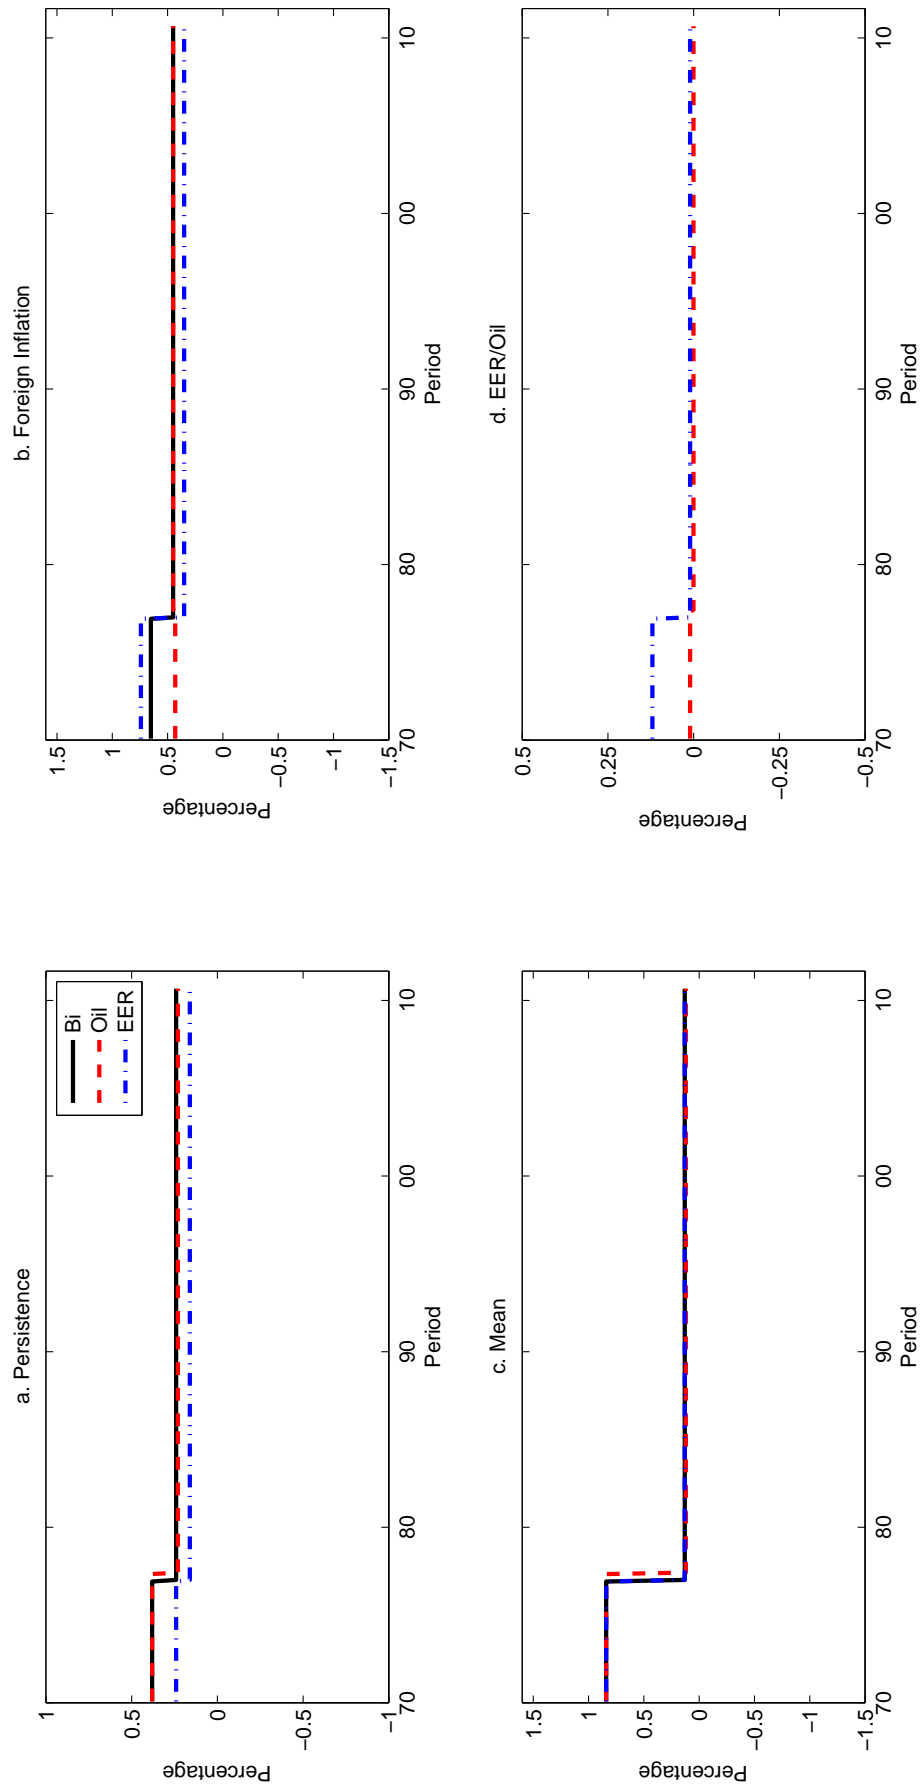 a. Persistence
Bi
Oil
EER
1
0.5
0
−0.5
−1
Percentage
70
80
90
00
10
Period
b. Foreign Inflation
1.5
1
0.5
0
−0.5
−1
−1.5
Percentage
70
80
90
00
10
Period
c. Mean
1.5
1
0.5
0
−0.5
−1
−1.5
Percentage
70
80
90
00
10
Period
d. EER/Oil
0.5
0.25
0
−0.25
−0.5
Percentage
70
80
90
00
10
Period